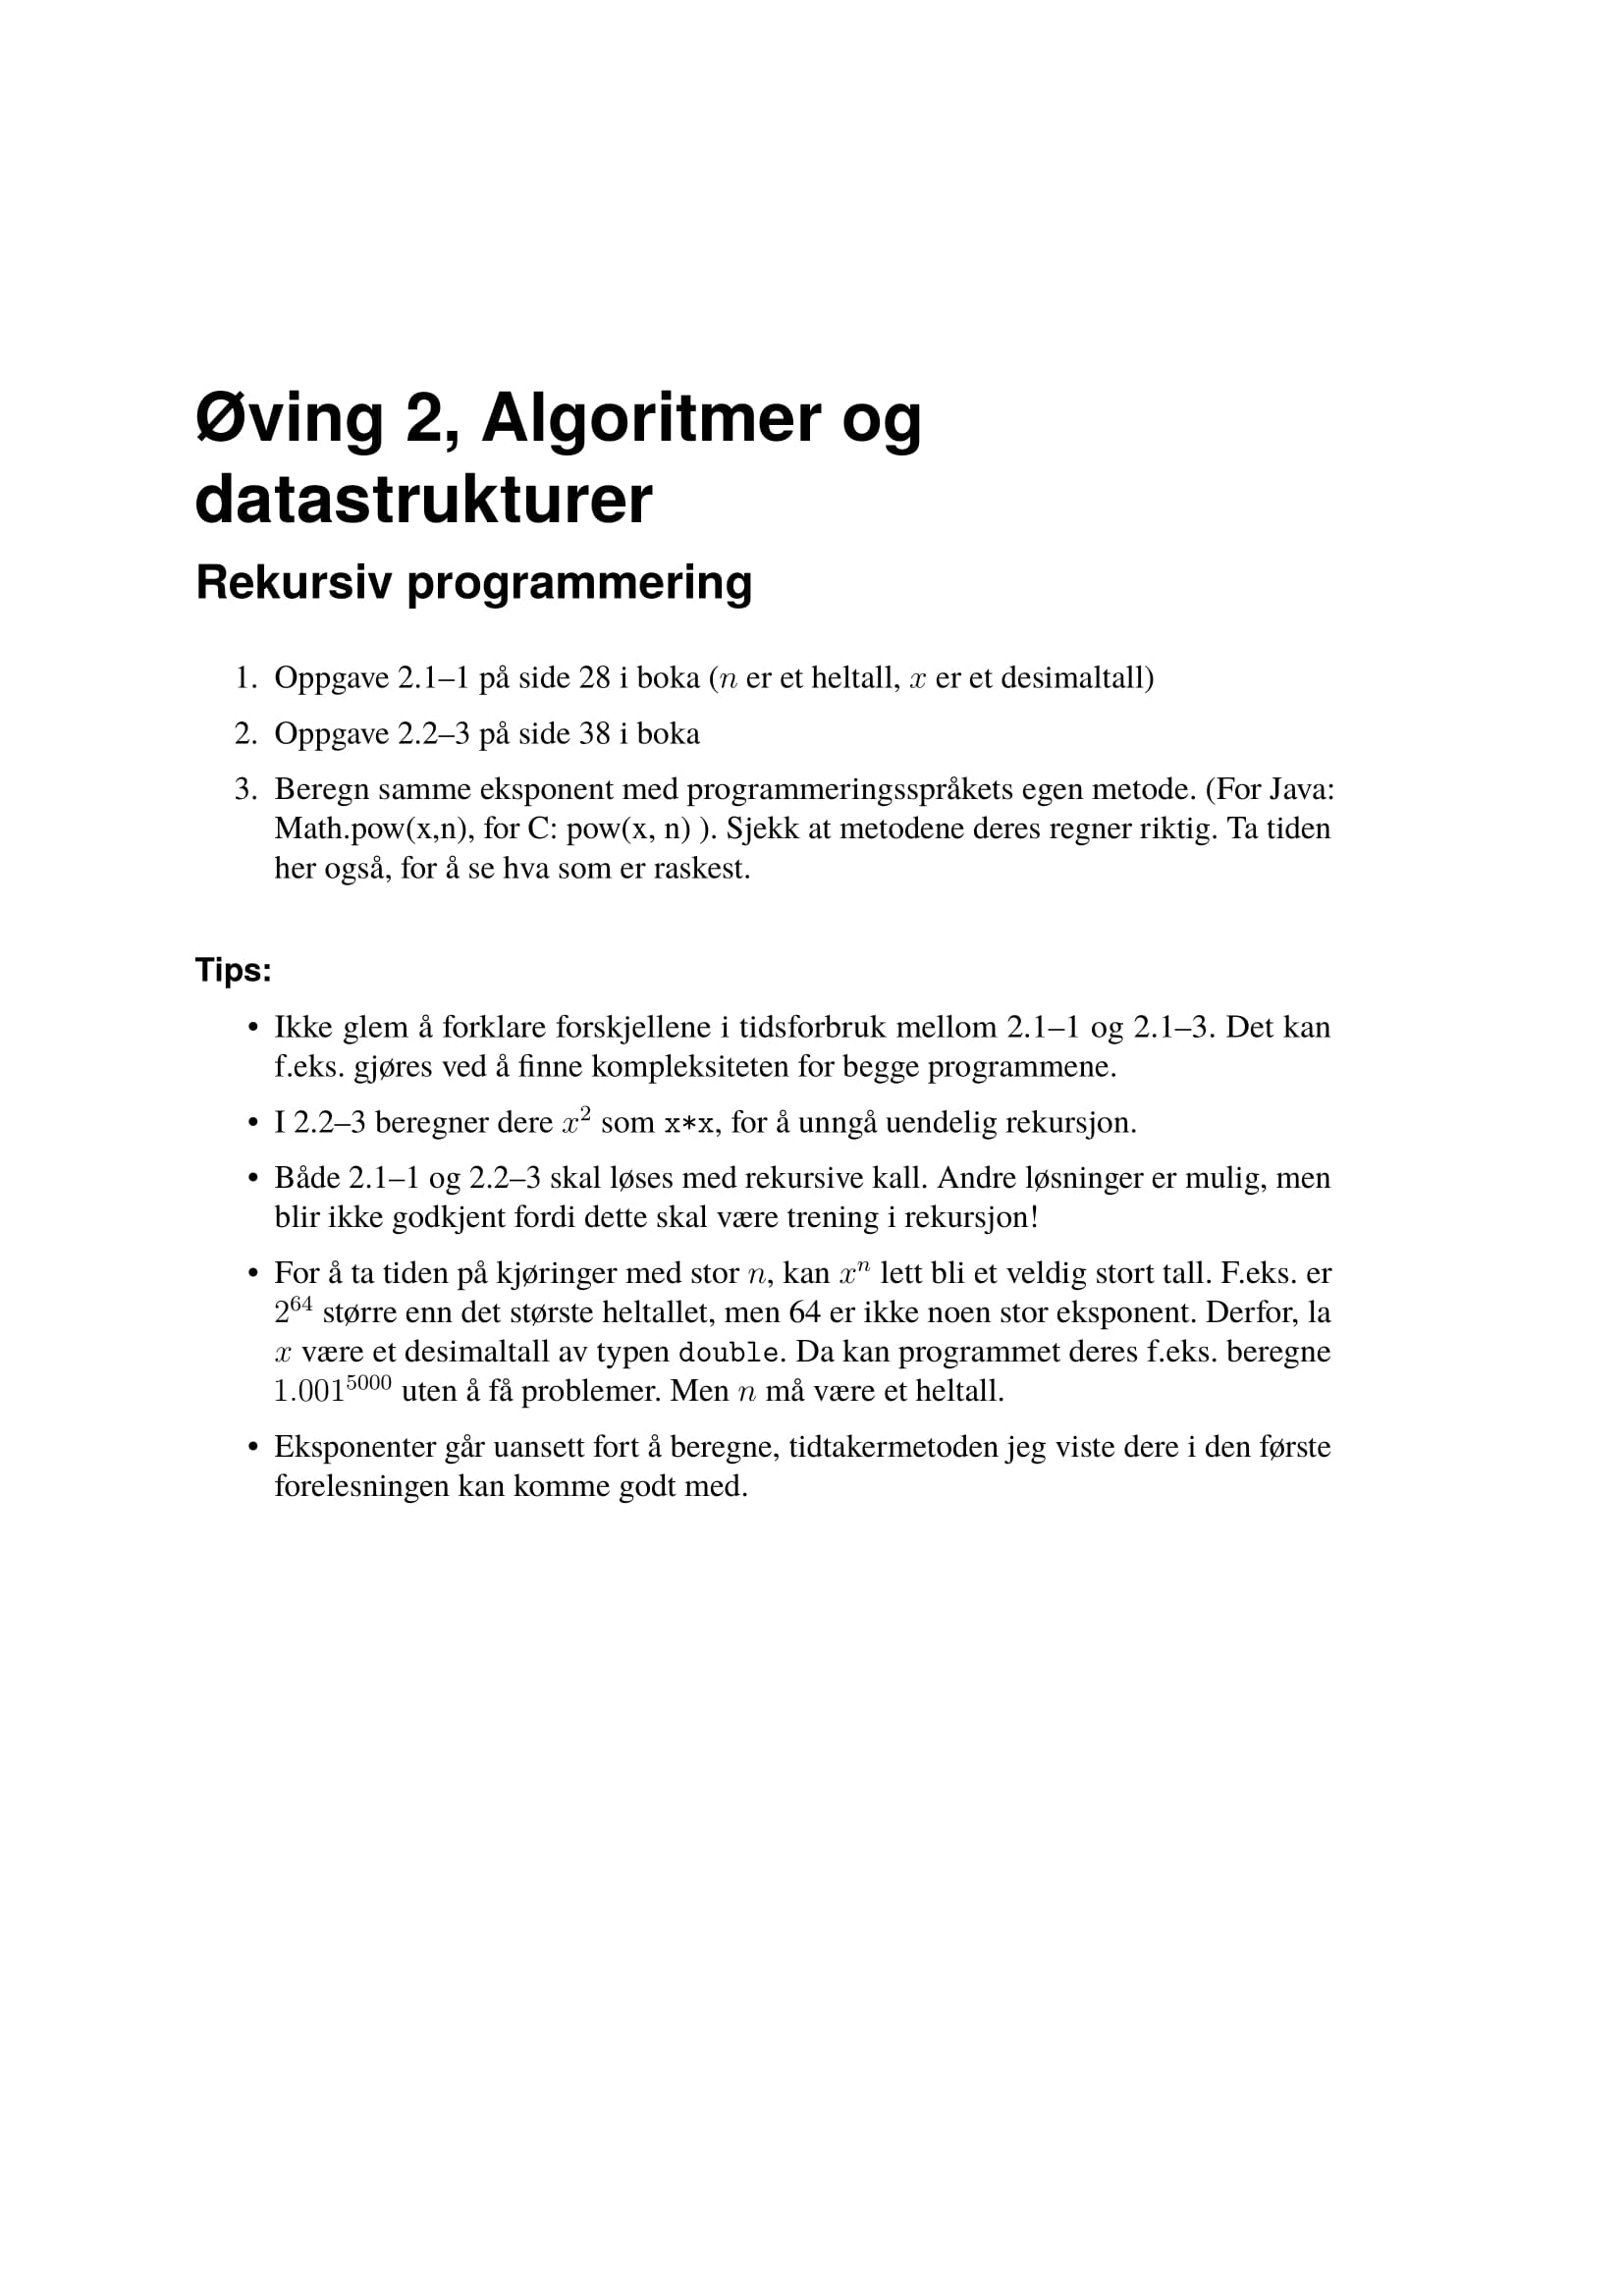 Øving 2, Algoritmer og
datastrukturer
Rekursiv programmering
1. Oppgave 2.1–1 på side 28 i boka (n er et heltall, x er et desimaltall)
2. Oppgave 2.2–3 på side 38 i boka
3. Beregn samme eksponent med programmeringsspråkets egen metode. (For Java:
Math.pow(x,n), for C: pow(x, n) ). Sjekk at metodene deres regner riktig. Ta tiden
her også, for å se hva som er raskest.
Tips:
• Ikke glem å forklare forskjellene i tidsforbruk mellom 2.1–1 og 2.1–3. Det kan
f.eks. gjøres ved å finne kompleksiteten for begge programmene.
• I 2.2–3 beregner dere x² som x*x, for å unngå uendelig rekursjon.
• Både 2.1–1 og 2.2–3 skal løses med rekursive kall. Andre løsninger er mulig, men
blir ikke godkjent fordi dette skal være trening i rekursjon!
• For å ta tiden på kjøringer med stor n, kan xⁿ lett bli et veldig stort tall. F.eks. er
2⁶⁴ større enn det største heltallet, men 64 er ikke noen stor eksponent. Derfor, la
x være et desimaltall av typen double. Da kan programmet deres f.eks. beregne
1.001⁵⁰⁰⁰ uten å få problemer. Men n må være et heltall.
• Eksponenter går uansett fort å beregne, tidtakermetoden jeg viste dere i den første
forelesningen kan komme godt med.